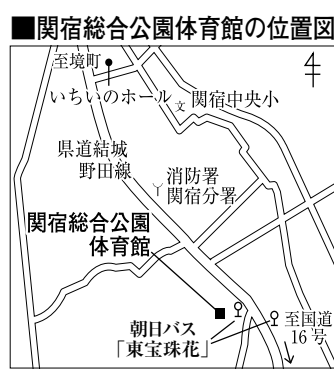 ■関宿総合公園体育館の位置図
至境町
いちいのホール
関宿中央小
県道結城
野田線
消防署
関宿分署
関宿総合公園
体育館
朝日バス
「東宝珠花」
至国道
16号